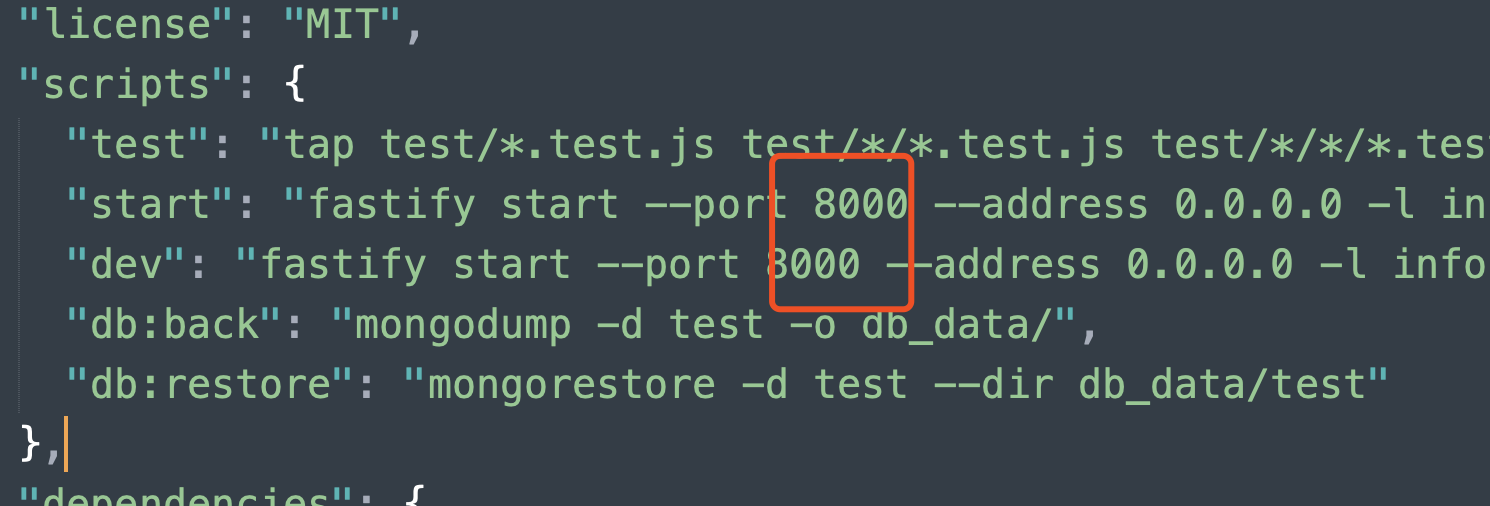 "license": "MIT",
"scripts": {
"test": "tap test/*.test.js test/*/*.test.js test/*/*/*.tes
"start": "fastify start --port 8000 --address 0.0.0.0 -l in
"dev": "fastify start --port 8000 --address 0.0.0.0 -l info
"db:back": "mongodump -d test -o db_data/",
"db:restore": "mongorestore -d test --dir db_data/test"
},
"dependencies": {